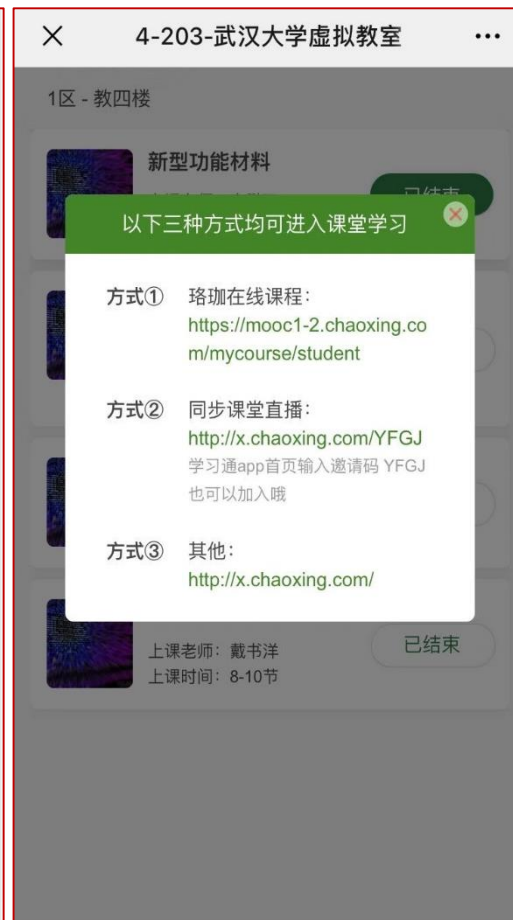 4-203-武汉大学虚拟教室
1区 - 教四楼
新型功能材料
已结束
以下三种方式均可进入课堂学习
方式① 珞珈在线课程：
https://mooc1-2.chaoxing.co
m/mycourse/student
方式② 同步课堂直播：
http://x.chaoxing.com/YFGJ
学习通app首页输入邀请码 YFGJ
也可以加入哦
方式③ 其他：
http://x.chaoxing.com/
上课老师：戴书洋
已结束
上课时间：8-10节